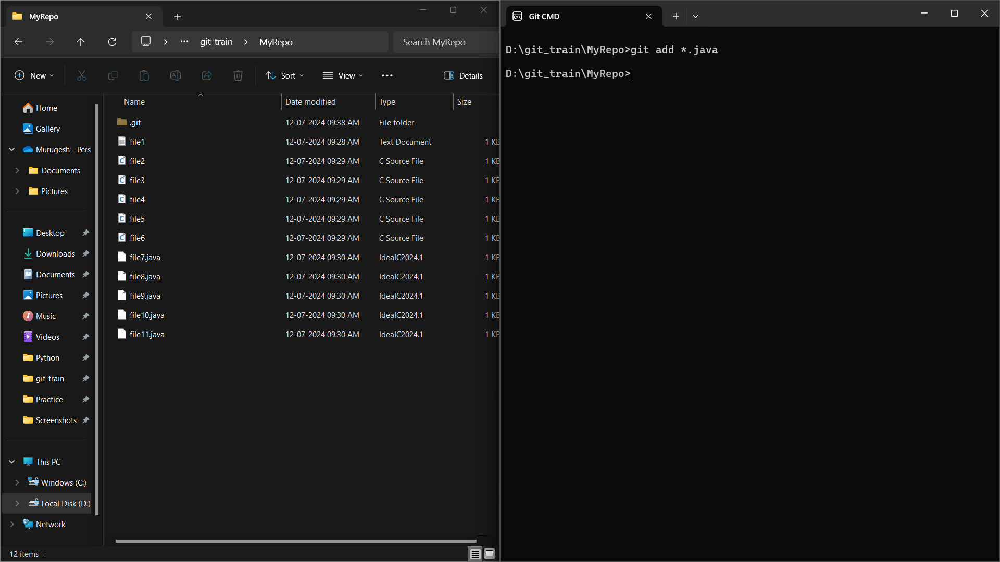 MyRepo
git_train
MyRepo
Search MyRepo
New
Sort
View
Details
Name Date modified Type Size
.git 12-07-2024 09:38 AM File folder
file1 12-07-2024 09:28 AM Text Document 1 KB
file2 12-07-2024 09:29 AM C Source File 1 KB
file3 12-07-2024 09:29 AM C Source File 1 KB
file4 12-07-2024 09:29 AM C Source File 1 KB
file5 12-07-2024 09:29 AM C Source File 1 KB
file6 12-07-2024 09:29 AM C Source File 1 KB
file7.java 12-07-2024 09:30 AM IdeaIC2024.1 1 KB
file8.java 12-07-2024 09:30 AM IdeaIC2024.1 1 KB
file9.java 12-07-2024 09:30 AM IdeaIC2024.1 1 KB
file10.java 12-07-2024 09:30 AM IdeaIC2024.1 1 KB
file11.java 12-07-2024 09:30 AM IdeaIC2024.1 1 KB
Home
Gallery
Murugesh - Pers
Documents
Pictures
Desktop
Downloads
Documents
Pictures
Music
Videos
Python
git_train
Practice
Screenshots
This PC
Windows (C:)
Local Disk (D:)
Network
12 items
Git CMD
D:\git_train\MyRepo>git add *.java
D:\git_train\MyRepo>